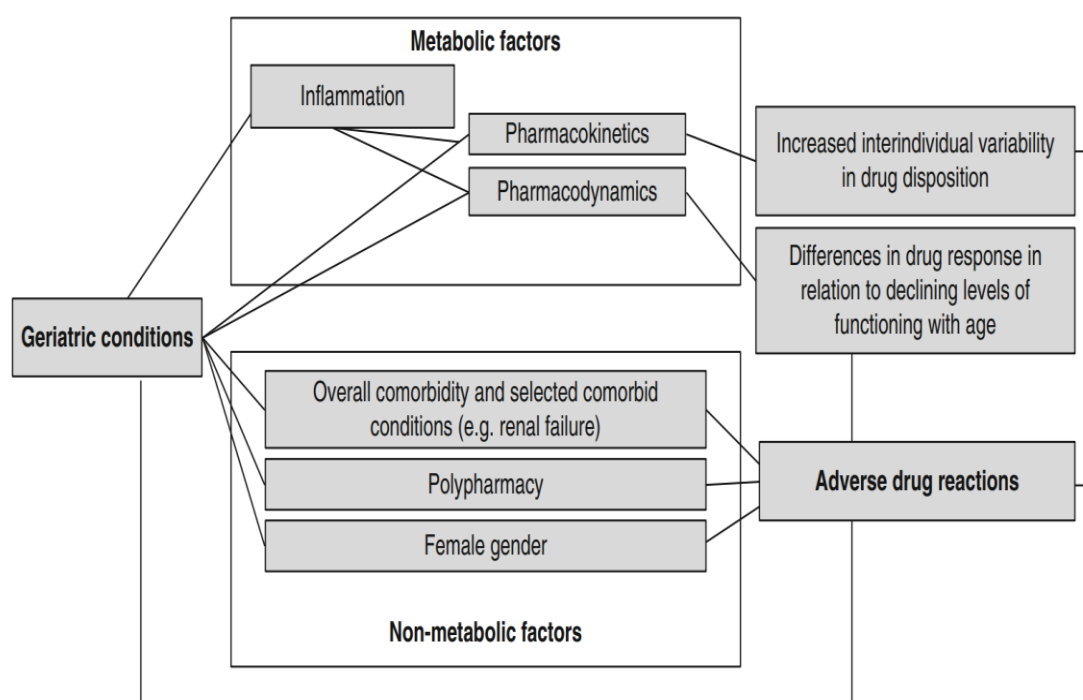 Metabolic factors
Inflammation
Pharmacokinetics
Pharmacodynamics
Increased interindividual variability
in drug disposition
Differences in drug response in
relation to declining levels of
functioning with age
Geriatric conditions
Overall comorbidity and selected comorbid
conditions (e.g. renal failure)
Polypharmacy
Female gender
Adverse drug reactions
Non-metabolic factors